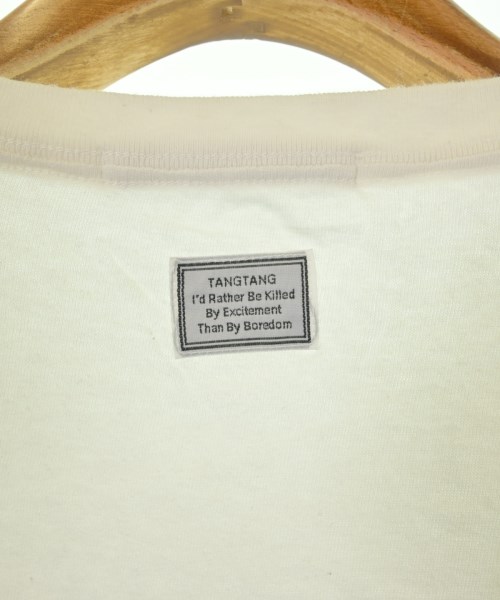 TANGTANG
I'd Rather Be Killed
By Excitement
Than By Boredom